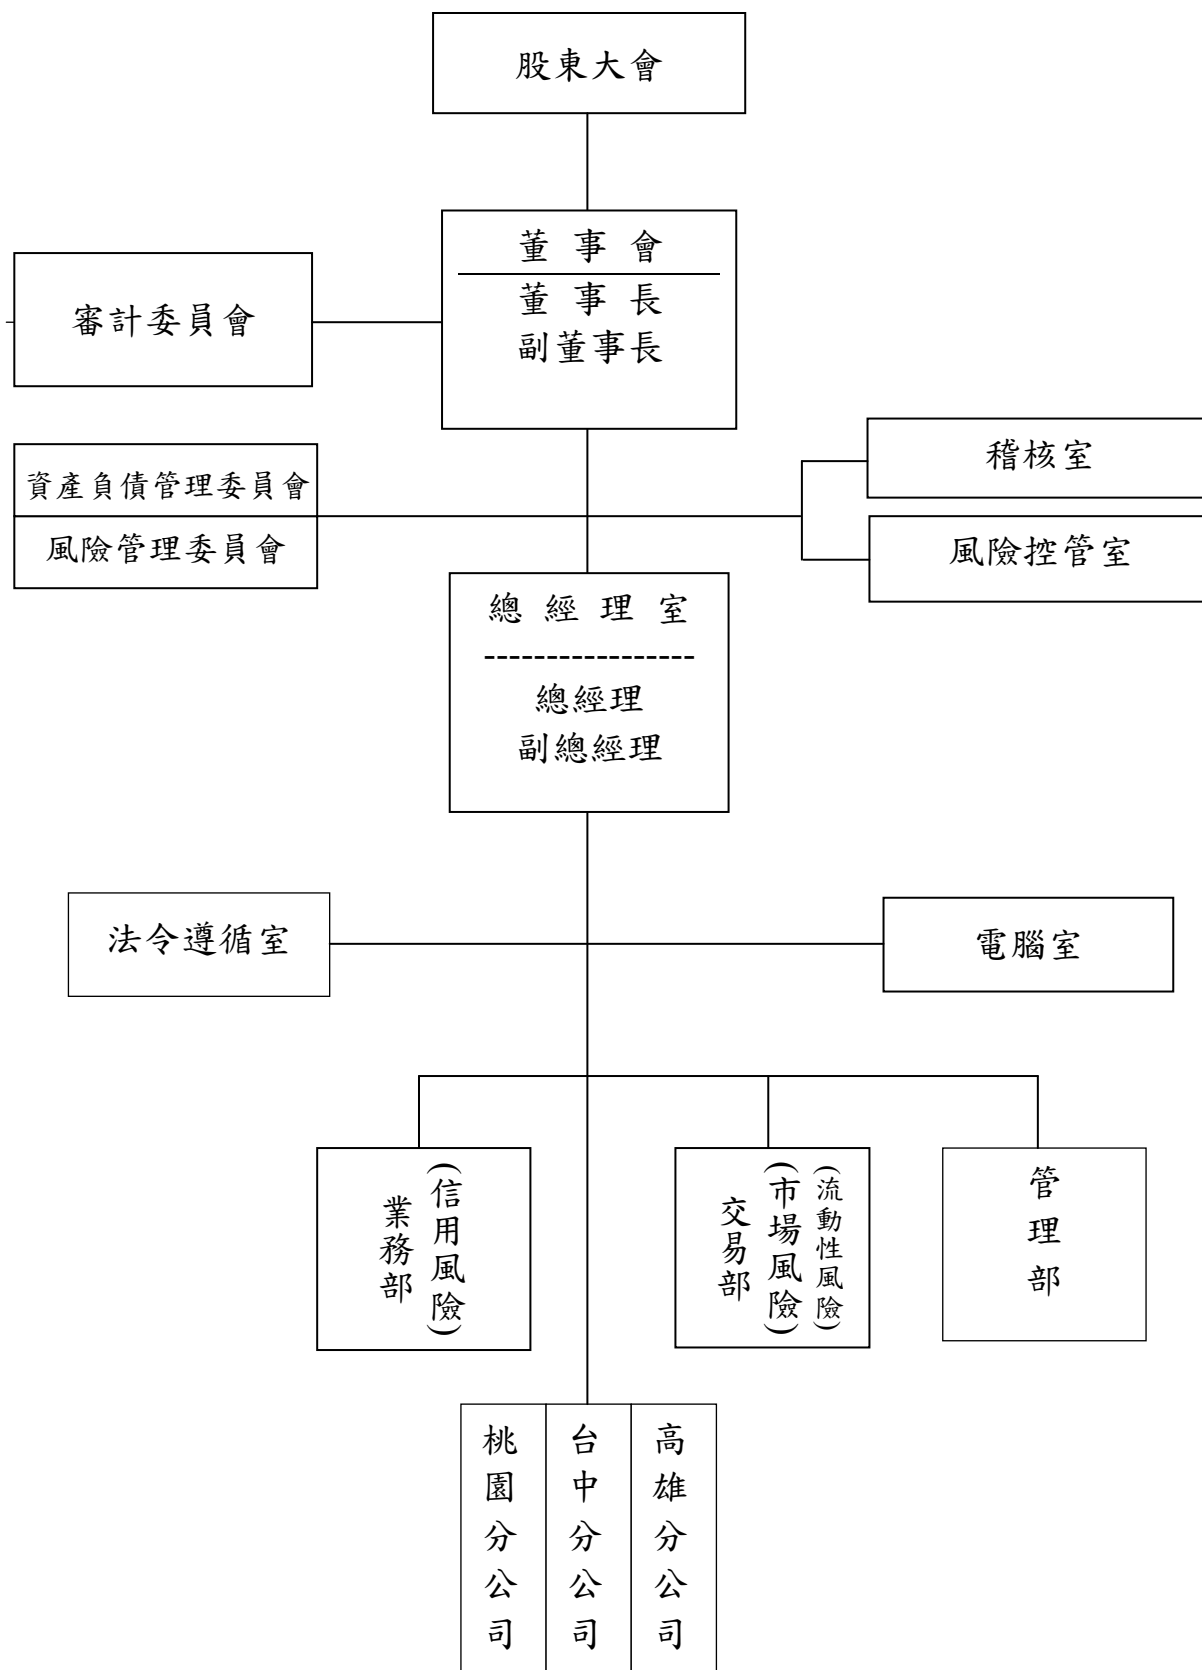 股東大會
董事會
董事長
副董事長
審計委員會
資產負債管理委員會
風險管理委員會
稽核室
風險控管室
總經理室
-----------------
總經理
副總經理
法令遵循室
電腦室
(信用風險)
業務部
(流動性風險)
(市場風險)
交易部
管理部
桃園分公司
台中分公司
高雄分公司